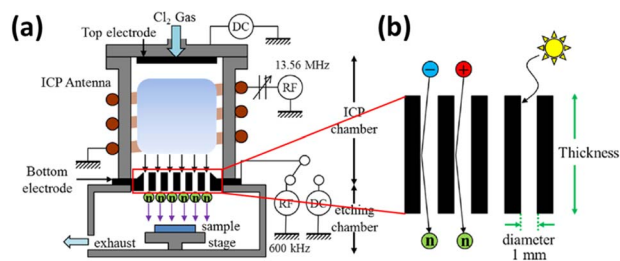 (a)
Cl2 Gas
DC
Top electrode
ICP Antenna
13.56 MHz
RF
ICP
chamber
Bottom
electrode
n n n n n n
RF
DC
etching
chamber
sample
stage
exhaust
600 kHz
(b)
−
+
Thickness
n
n
diameter
1 mm